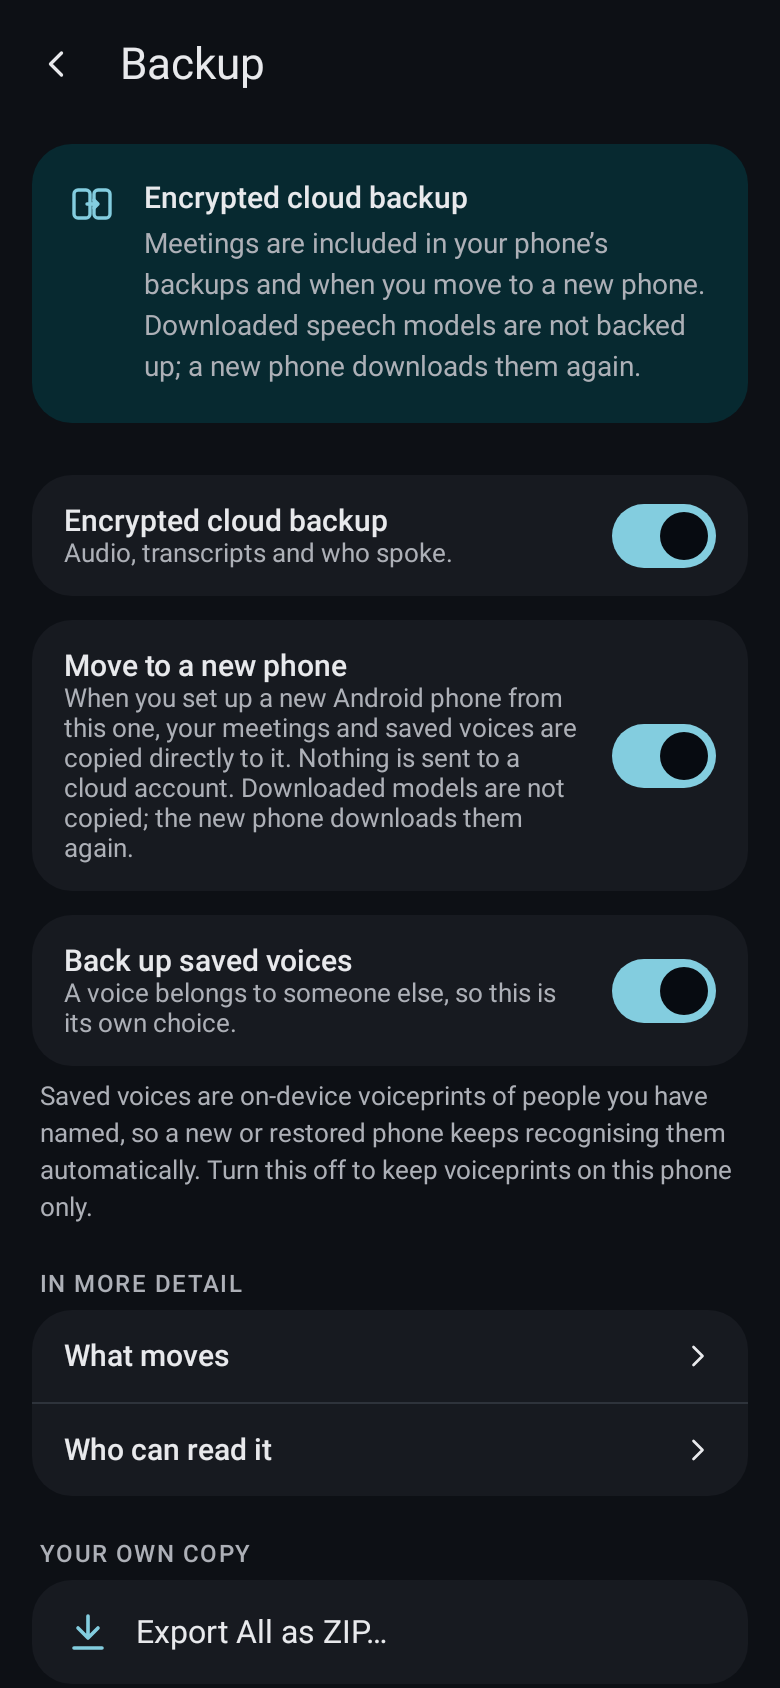 Backup
Encrypted cloud backup
Meetings are included in your phone’s
backups and when you move to a new phone.
Downloaded speech models are not backed
up; a new phone downloads them again.
Encrypted cloud backup
Audio, transcripts and who spoke.
Move to a new phone
When you set up a new Android phone from
this one, your meetings and saved voices are
copied directly to it. Nothing is sent to a
cloud account. Downloaded models are not
copied; the new phone downloads them
again.
Back up saved voices
A voice belongs to someone else, so this is
its own choice.
Saved voices are on-device voiceprints of people you have
named, so a new or restored phone keeps recognising them
automatically. Turn this off to keep voiceprints on this phone
only.
IN MORE DETAIL
What moves
Who can read it
YOUR OWN COPY
Export All as ZIP…